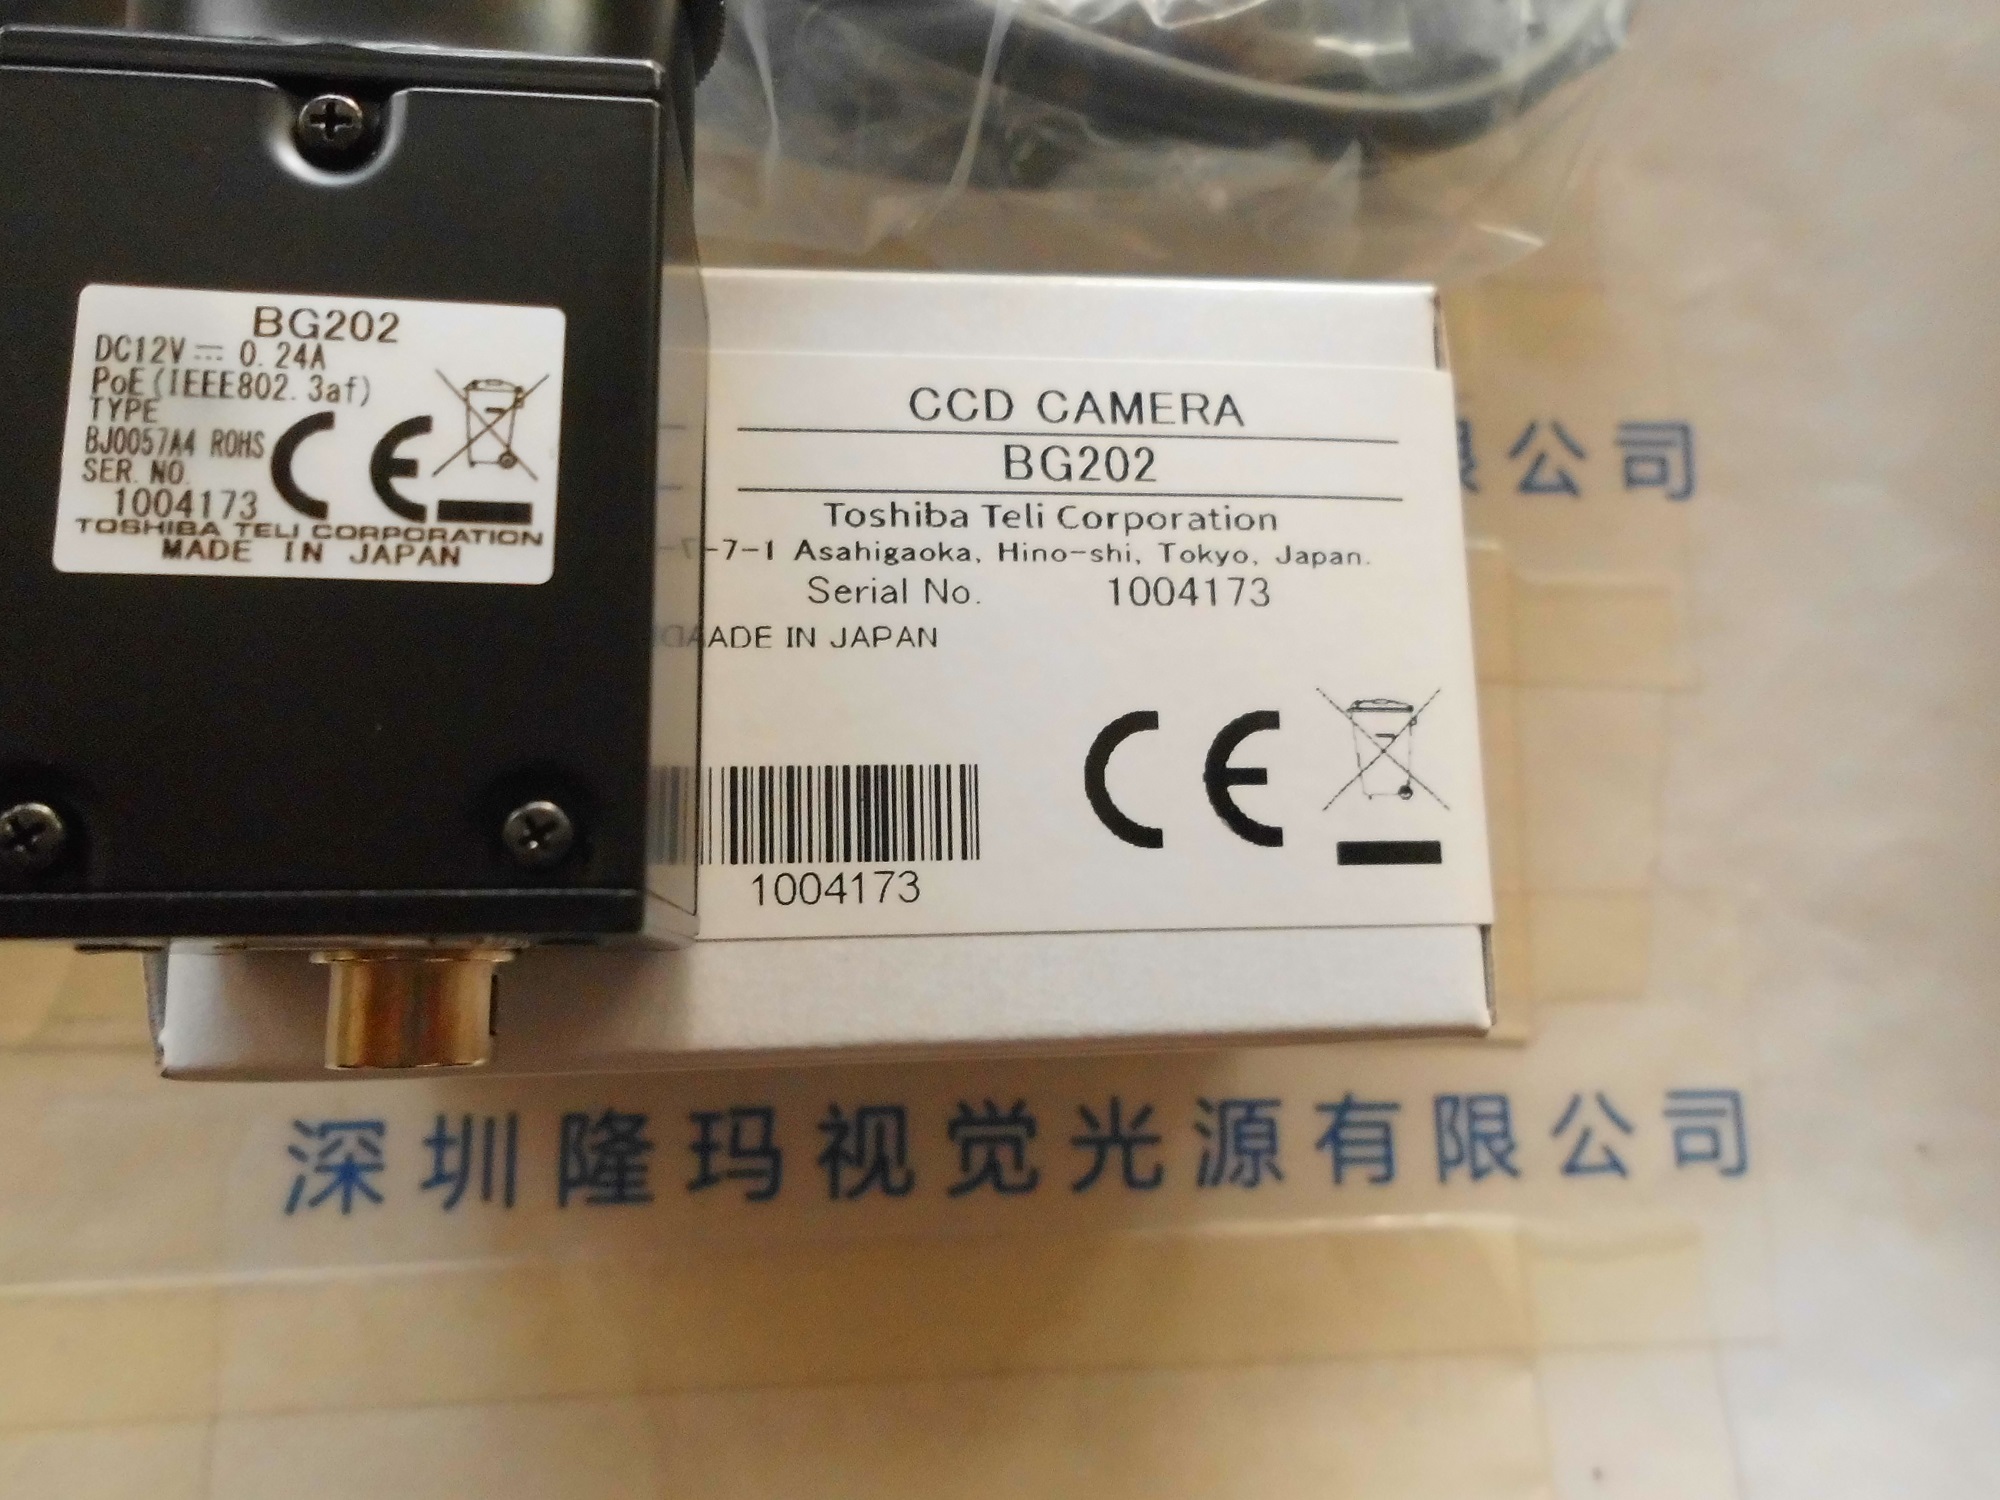 BG202
DC12V⎓ 0.24A
PoE(IEEE802.3af)
TYPE
BJ0057A4 ROHS
SER. NO.
1004173
CE
TOSHIBA TELI CORPORATION
MADE IN JAPAN
CCD CAMERA
BG202
Toshiba Teli Corporation
-7-1 Asahigaoka, Hino-shi, Tokyo, Japan.
Serial No. 1004173
ADE IN JAPAN
CE
1004173
公司
深圳隆玛视觉光源有限公司